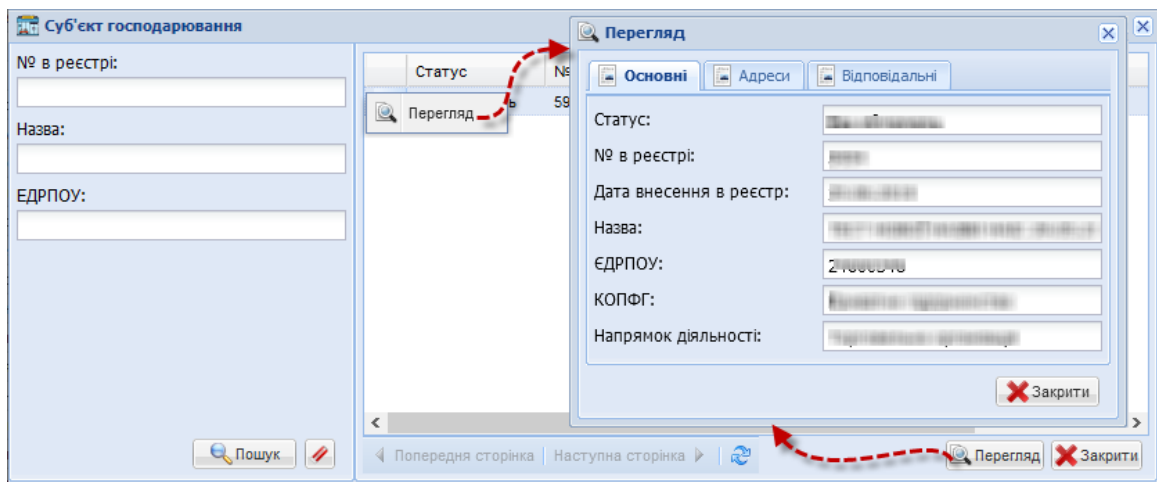 Суб'єкт господарювання
№ в реєстрі:
Назва:
ЕДРПОУ:
Пошук
Статус
№
59
Перегляд
Попередня сторінка
Наступна сторінка
Перегляд
Закрити
Перегляд
Основні
Адреси
Відповідальні
Статус:
№ в реєстрі:
Дата внесення в реєстр:
Назва:
ЄДРПОУ:
КОПФГ:
Напрямок діяльності:
Закрити